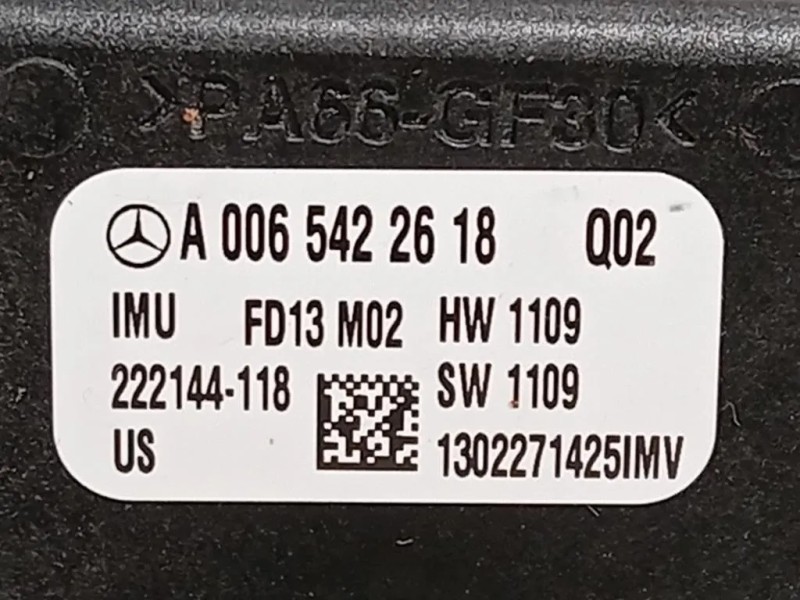 >PA66-GF30<
A 006 542 26 18 Q02
IMU FD13 M02 HW 1109
222144-118 SW 1109
US 1302271425IMV